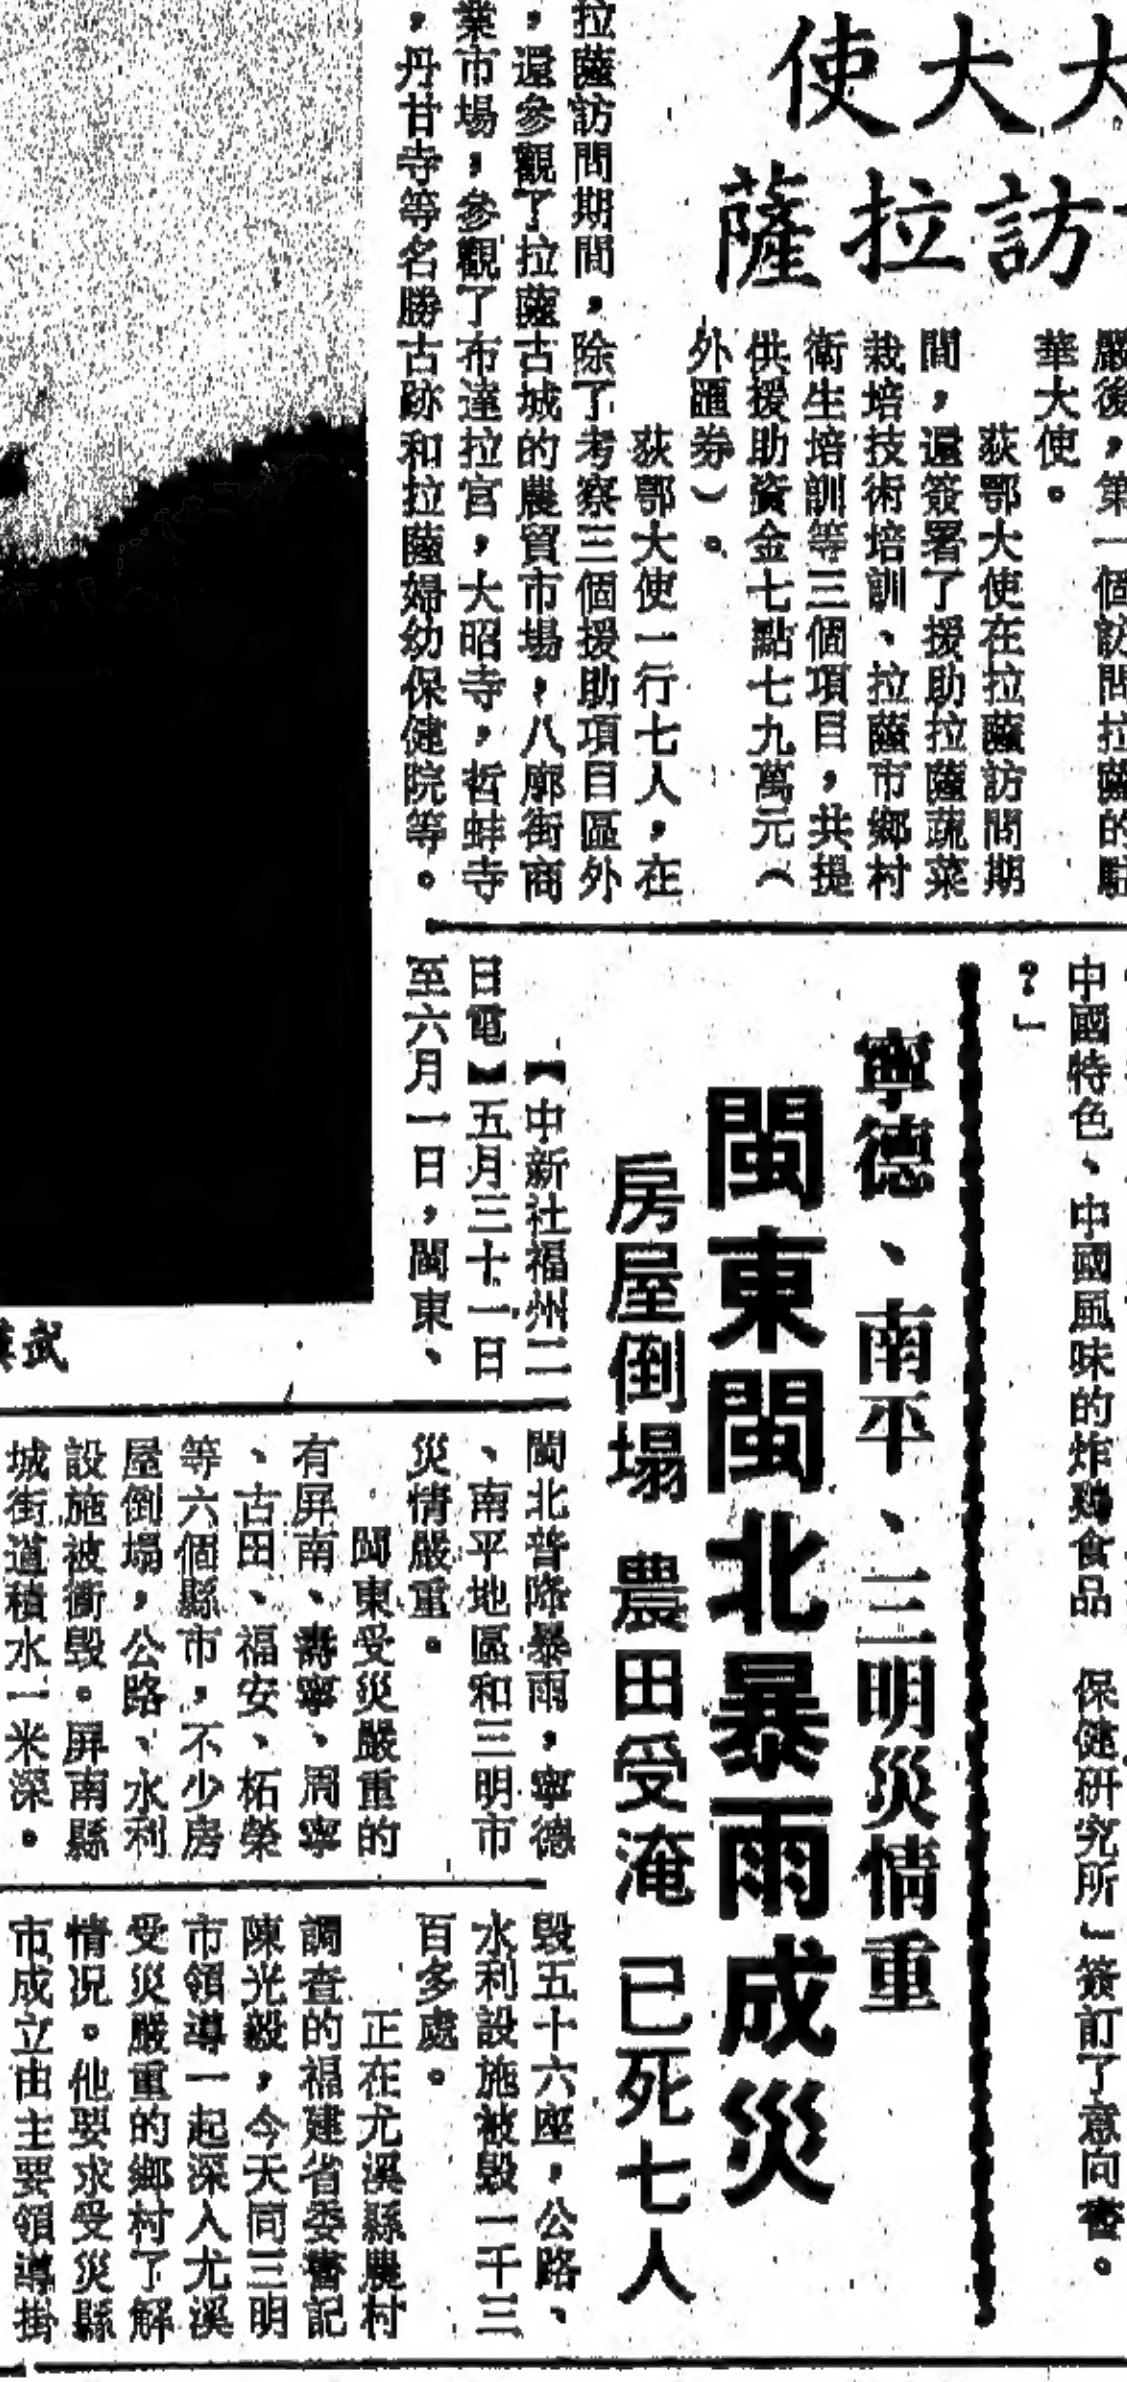 大大使
訪拉薩
嚴後，第一個訪問拉薩的駐
華大使。
荻鄂大使在拉薩訪問期
間，還簽署了援助拉薩蔬菜
栽培技術培訓、拉薩市鄉村
衛生培訓等三個項目，共提
供援助資金七點七九萬元（
外匯券）。
荻鄂大使一行七人，在
拉薩訪問期間，除了考察三個援助項目區外
，還參觀了拉薩古城的農貿市場，八廓街商
業市場，參觀了布達拉宮，大昭寺，哲蚌寺
，丹甘寺等名勝古跡和拉薩婦幼保健院等。
中國特色、中國風味的炸鷄食品
？」
保健研究所」簽訂了意向書。
寧德、南平、三明災情重
閩東閩北暴雨成災
房屋倒塌 農田受淹 已死七人
【中新社福州二
日電】五月三十一日
至六月一日，閩東、
閩北普降暴雨，寧德
、南平地區和三明市
災情嚴重。
閩東受災嚴重的
有屏南、壽寧、周寧
、古田、福安、柘榮
等六個縣市，不少房
屋倒塌，公路、水利
設施被衝毀。屏南縣
城街道積水一米深。
毀五十六座，公路、
水利設施被毀一千三
百多處。
正在尤溪縣農村
調查的福建省委書記
陳光毅，今天同三明
市領導一起深入尤溪
受災嚴重的鄉村了解
情況。他要求受災縣
市成立由主要領導掛
武